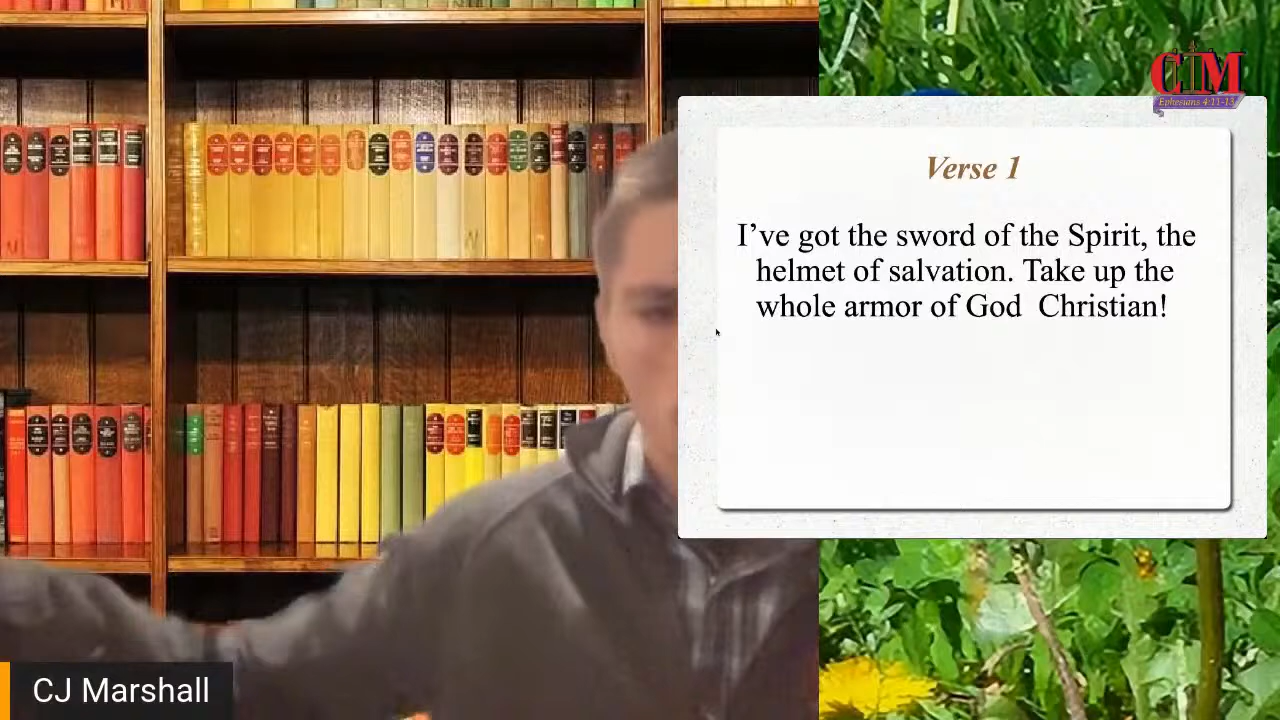 CIM
Ephesians 4:11-13
Verse 1
I’ve got the sword of the Spirit, the
helmet of salvation. Take up the
whole armor of God  Christian!
CJ Marshall